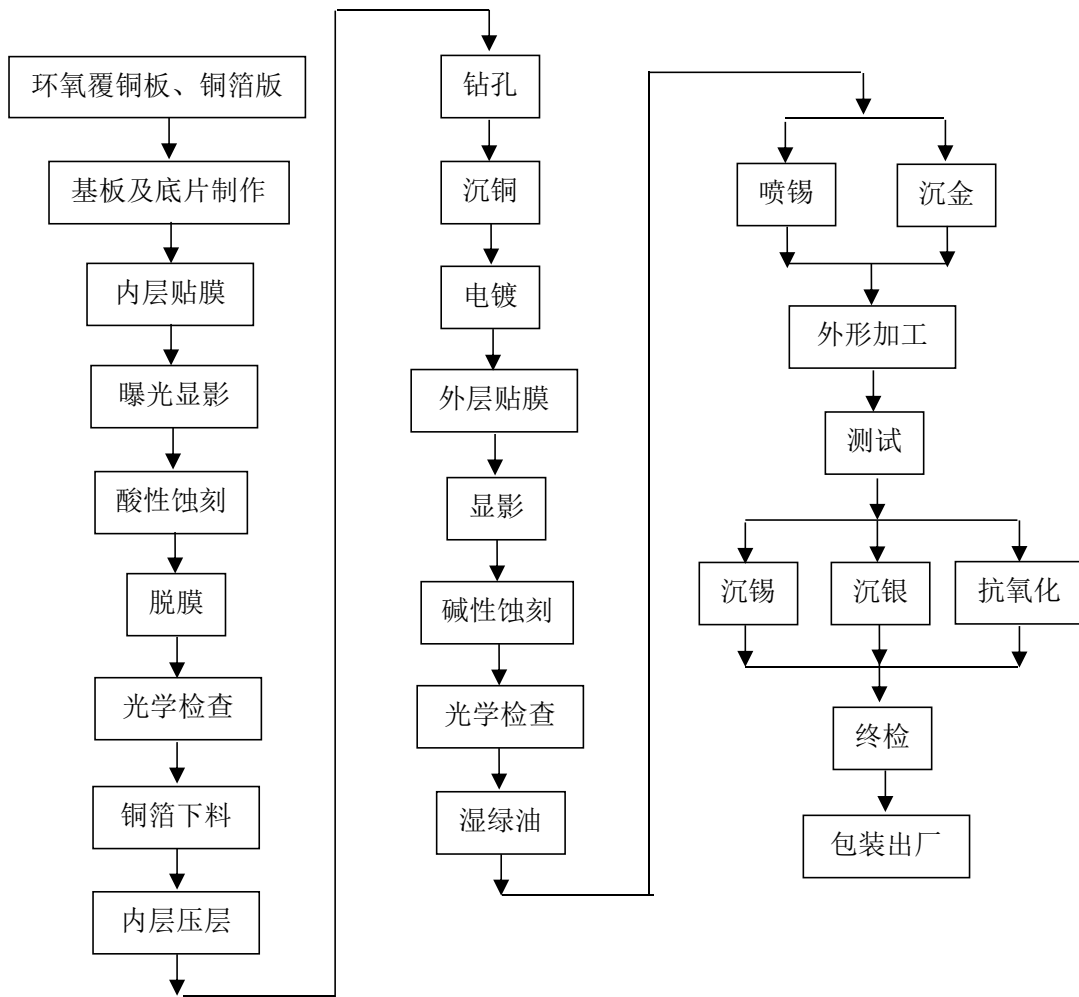 环氧覆铜板、铜箔版
基板及底片制作
内层贴膜
曝光显影
酸性蚀刻
脱膜
光学检查
铜箔下料
内层压层
钻孔
沉铜
电镀
外层贴膜
显影
碱性蚀刻
光学检查
湿绿油
喷锡
沉金
外形加工
测试
沉锡
沉银
抗氧化
终检
包装出厂